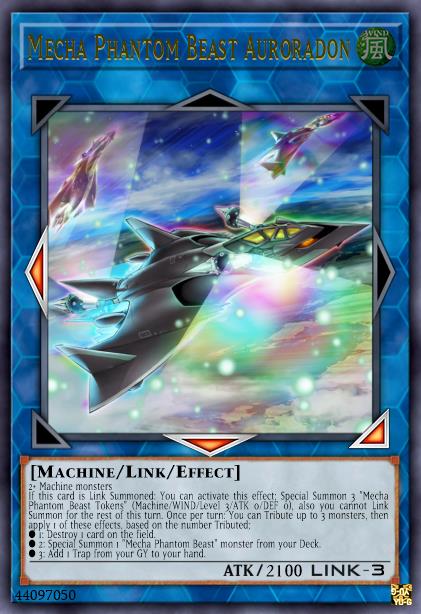 MECHA PHANTOM BEAST AURORADON
WIND
風
[MACHINE/LINK/EFFECT]
2+ Machine monsters
If this card is Link Summoned: You can activate this effect; Special Summon 3 "Mecha
Phantom Beast Tokens" (Machine/WIND/Level 3/ATK 0/DEF 0), also you cannot Link
Summon for the rest of this turn. Once per turn: You can Tribute up to 3 monsters, then
apply 1 of these effects, based on the number Tributed;
● 1: Destroy 1 card on the field.
● 2: Special Summon 1 "Mecha Phantom Beast" monster from your Deck.
● 3: Add 1 Trap from your GY to your hand.
ATK/2100 LINK-3
44097050